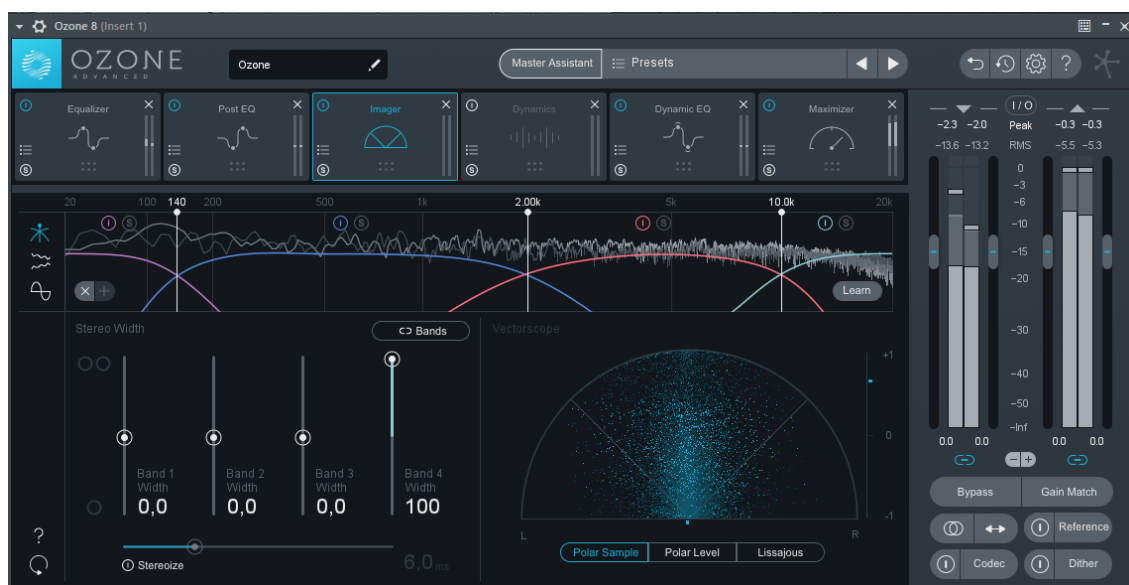 Ozone 8 (Insert 1)
OZONE
ADVANCED
Ozone
Master Assistant
Presets
?
Equalizer
Post EQ
Imager
Dynamics
Dynamic EQ
Maximizer
S S S S S S
I/O
-2.3 -2.0 Peak -0.3 -0.3
-13.6 -13.2 RMS -5.5 -5.3
20 100 140 200 500 1k 2.00k 5k 10.0k 20k
S S S S
Learn
Stereo Width
Bands
Vectorscope
Band 1
Width
0,0
Band 2
Width
0,0
Band 3
Width
0,0
Band 4
Width
100
Stereoize
6,0 ms
?
+1
0
-1
L R
Polar Sample
Polar Level
Lissajous
0
-3
-6
-10
-15
-20
-30
-40
-50
-Inf
0.0 0.0 0.0 0.0
Bypass
Gain Match
Reference
Codec
Dither